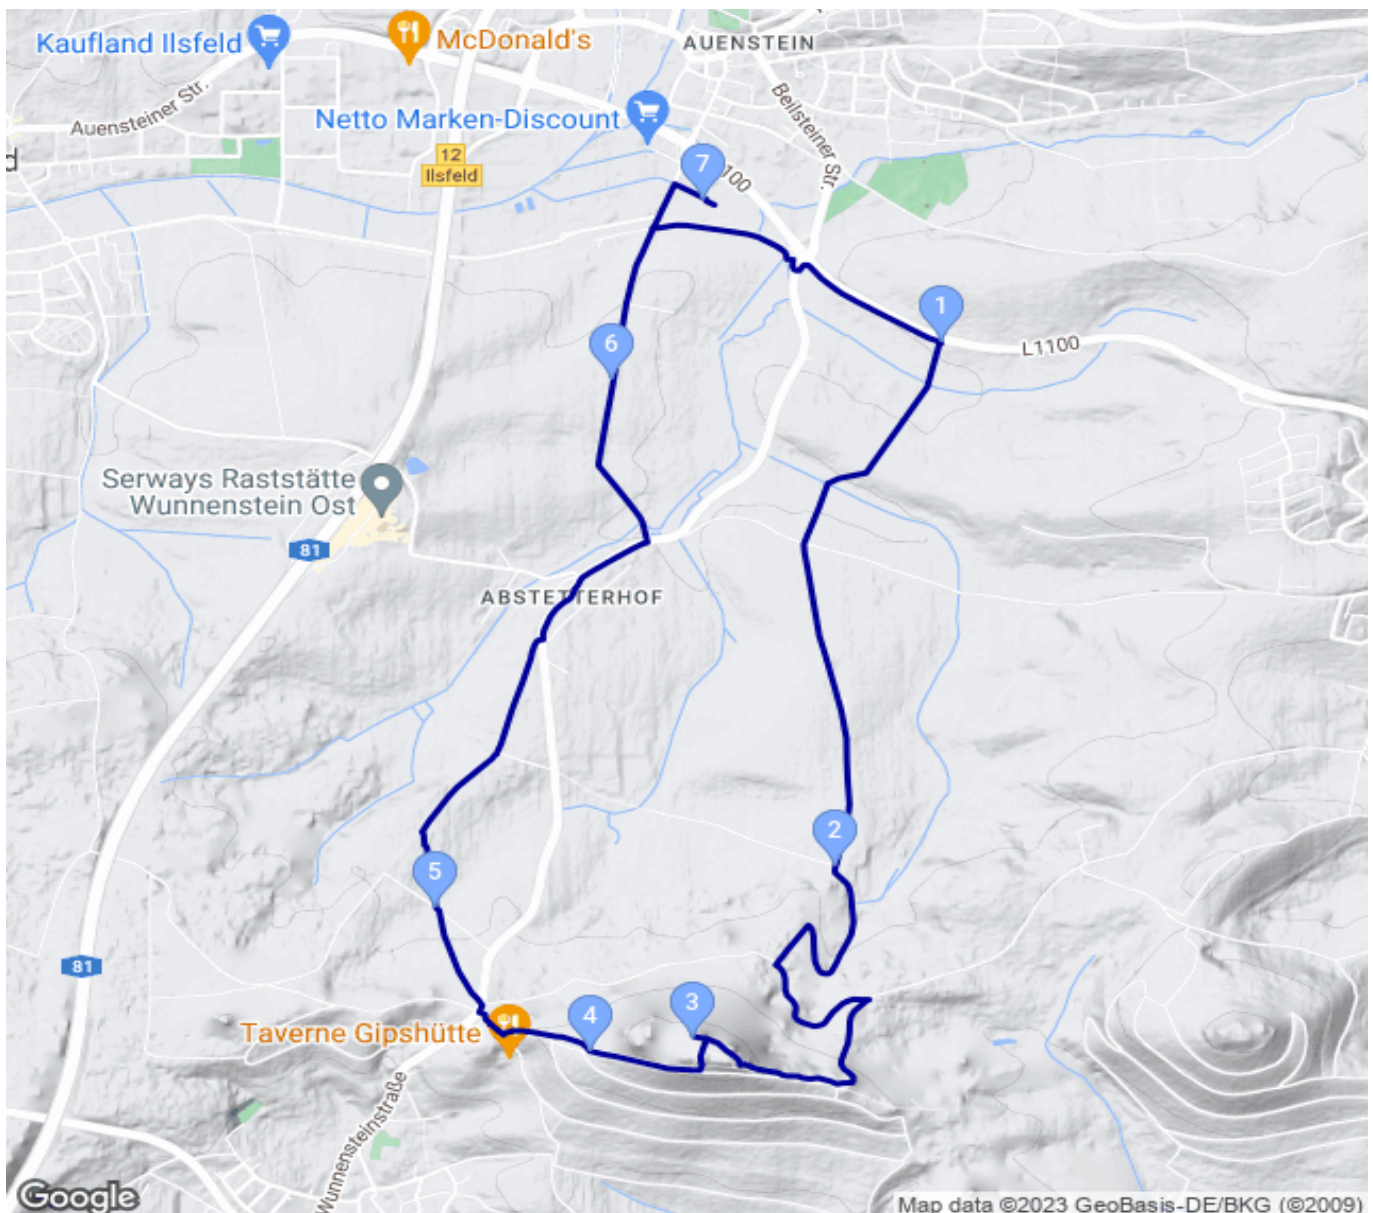 Kaufland Ilsfeld
McDonald's
AUENSTEIN
Auensteiner Str.
Netto Marken-Discount
Beilsteiner Str.
d
12
Ilsfeld
7
100
1
L1100
6
Serways Raststätte
Wunnenstein Ost
81
ABSTETTERHOF
2
5
81
3
4
Taverne Gipshütte
Wunnensteinstraße
Google
Map data ©2023 GeoBasis-DE/BKG (©2009)